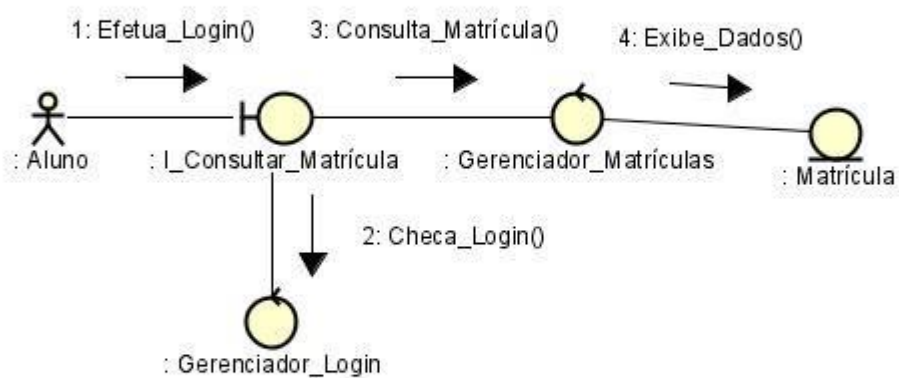 1: Efetua_Login()
3: Consulta_Matrícula()
4: Exibe_Dados()
: Aluno
: I_Consultar_Matrícula
: Gerenciador_Matrículas
: Matrícula
2: Checa_Login()
: Gerenciador_Login